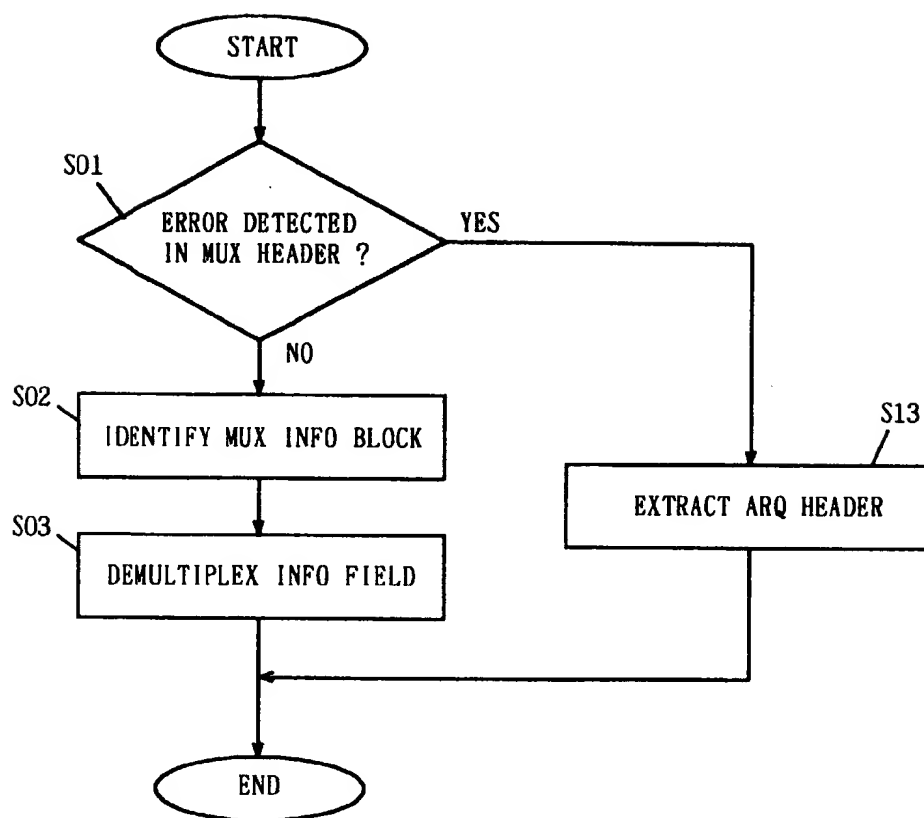 START
S01
ERROR DETECTED
IN MUX HEADER ?
YES
NO
S02
IDENTIFY MUX INFO BLOCK
S13
EXTRACT ARQ HEADER
S03
DEMULTIPLEX INFO FIELD
END